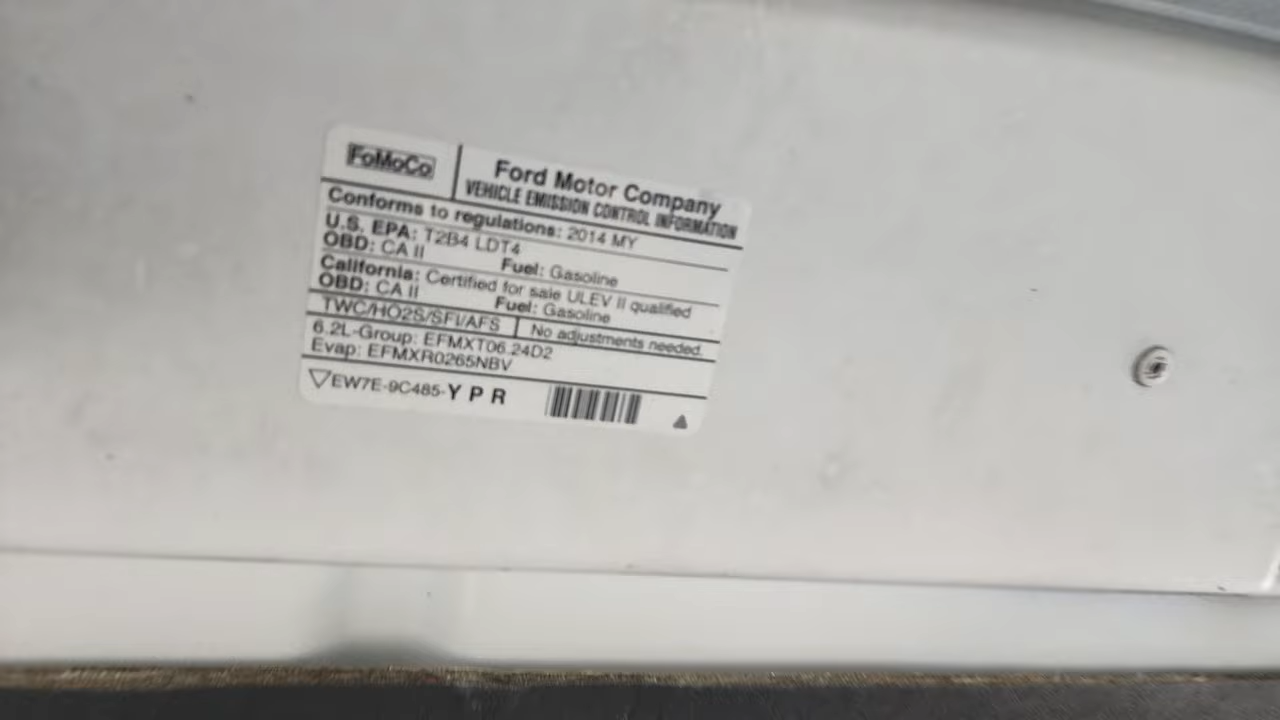 FoMoCo
Ford Motor Company
VEHICLE EMISSION CONTROL INFORMATION
Conforms to regulations: 2014 MY
U.S. EPA: T2B4 LDT4
OBD: CA II Fuel: Gasoline
California: Certified for sale ULEV II qualified
OBD: CA II Fuel: Gasoline
TWC/HO2S/SFI/AFS No adjustments needed.
6.2L-Group: EFMXT06.24D2
Evap: EFMXR0265NBV
EW7E-9C485-Y P R